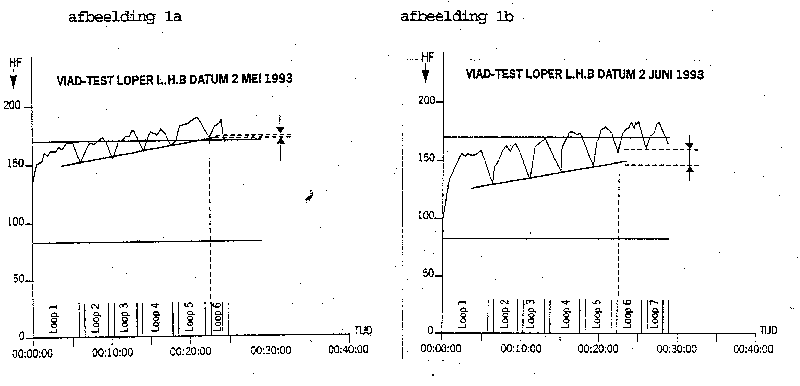 afbeelding 1a
HF
VIAD-TEST LOPER L.H.B DATUM 2 MEI 1993
200
150
100
50
0
Loop 1
Loop 2
Loop 3
Loop 4
Loop 5
Loop 6
TIJD
00:00:00 00:10:00 00:20:00 00:30:00 00:40:00
afbeelding 1b
HF
VIAD-TEST LOPER L.H.B DATUM 2 JUNI 1993
200
150
100
50
0
Loop 1
Loop 2
Loop 3
Loop 4
Loop 5
Loop 6
Loop 7
TIJD
00:00:00 00:10:00 00:20:00 00:30:00 00:40:00